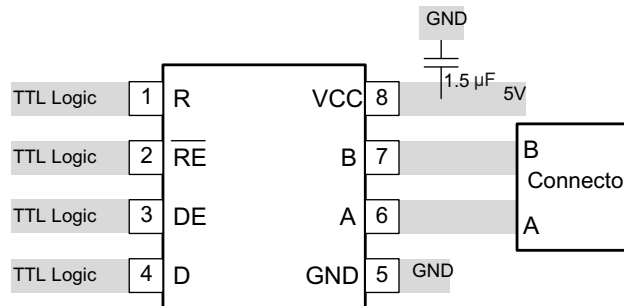 GND
1.5 µF
5V
TTL Logic 1 R VCC 8
TTL Logic 2 RE B 7
TTL Logic 3 DE A 6
TTL Logic 4 D GND 5 GND
B
Connecto
A